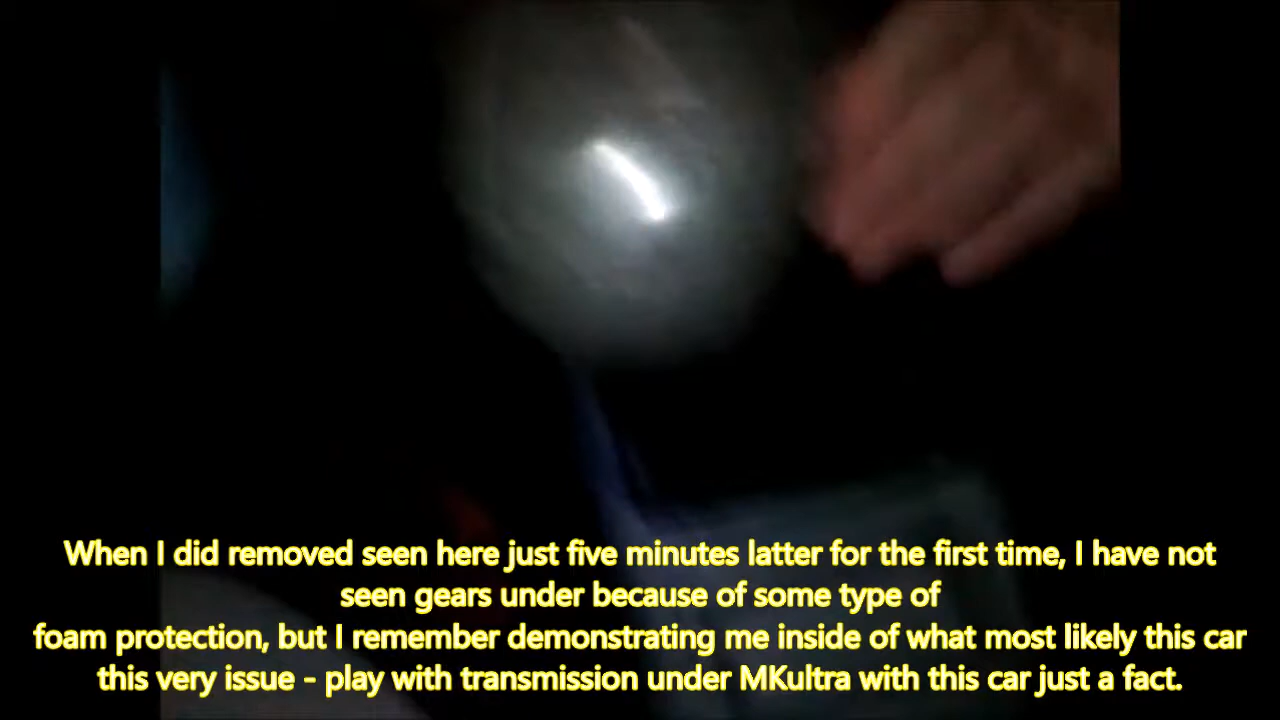 When I did removed seen here just five minutes latter for the first time, I have not
seen gears under because of some type of
foam protection, but I remember demonstrating me inside of what most likely this car
this very issue - play with transmission under MKultra with this car just a fact.